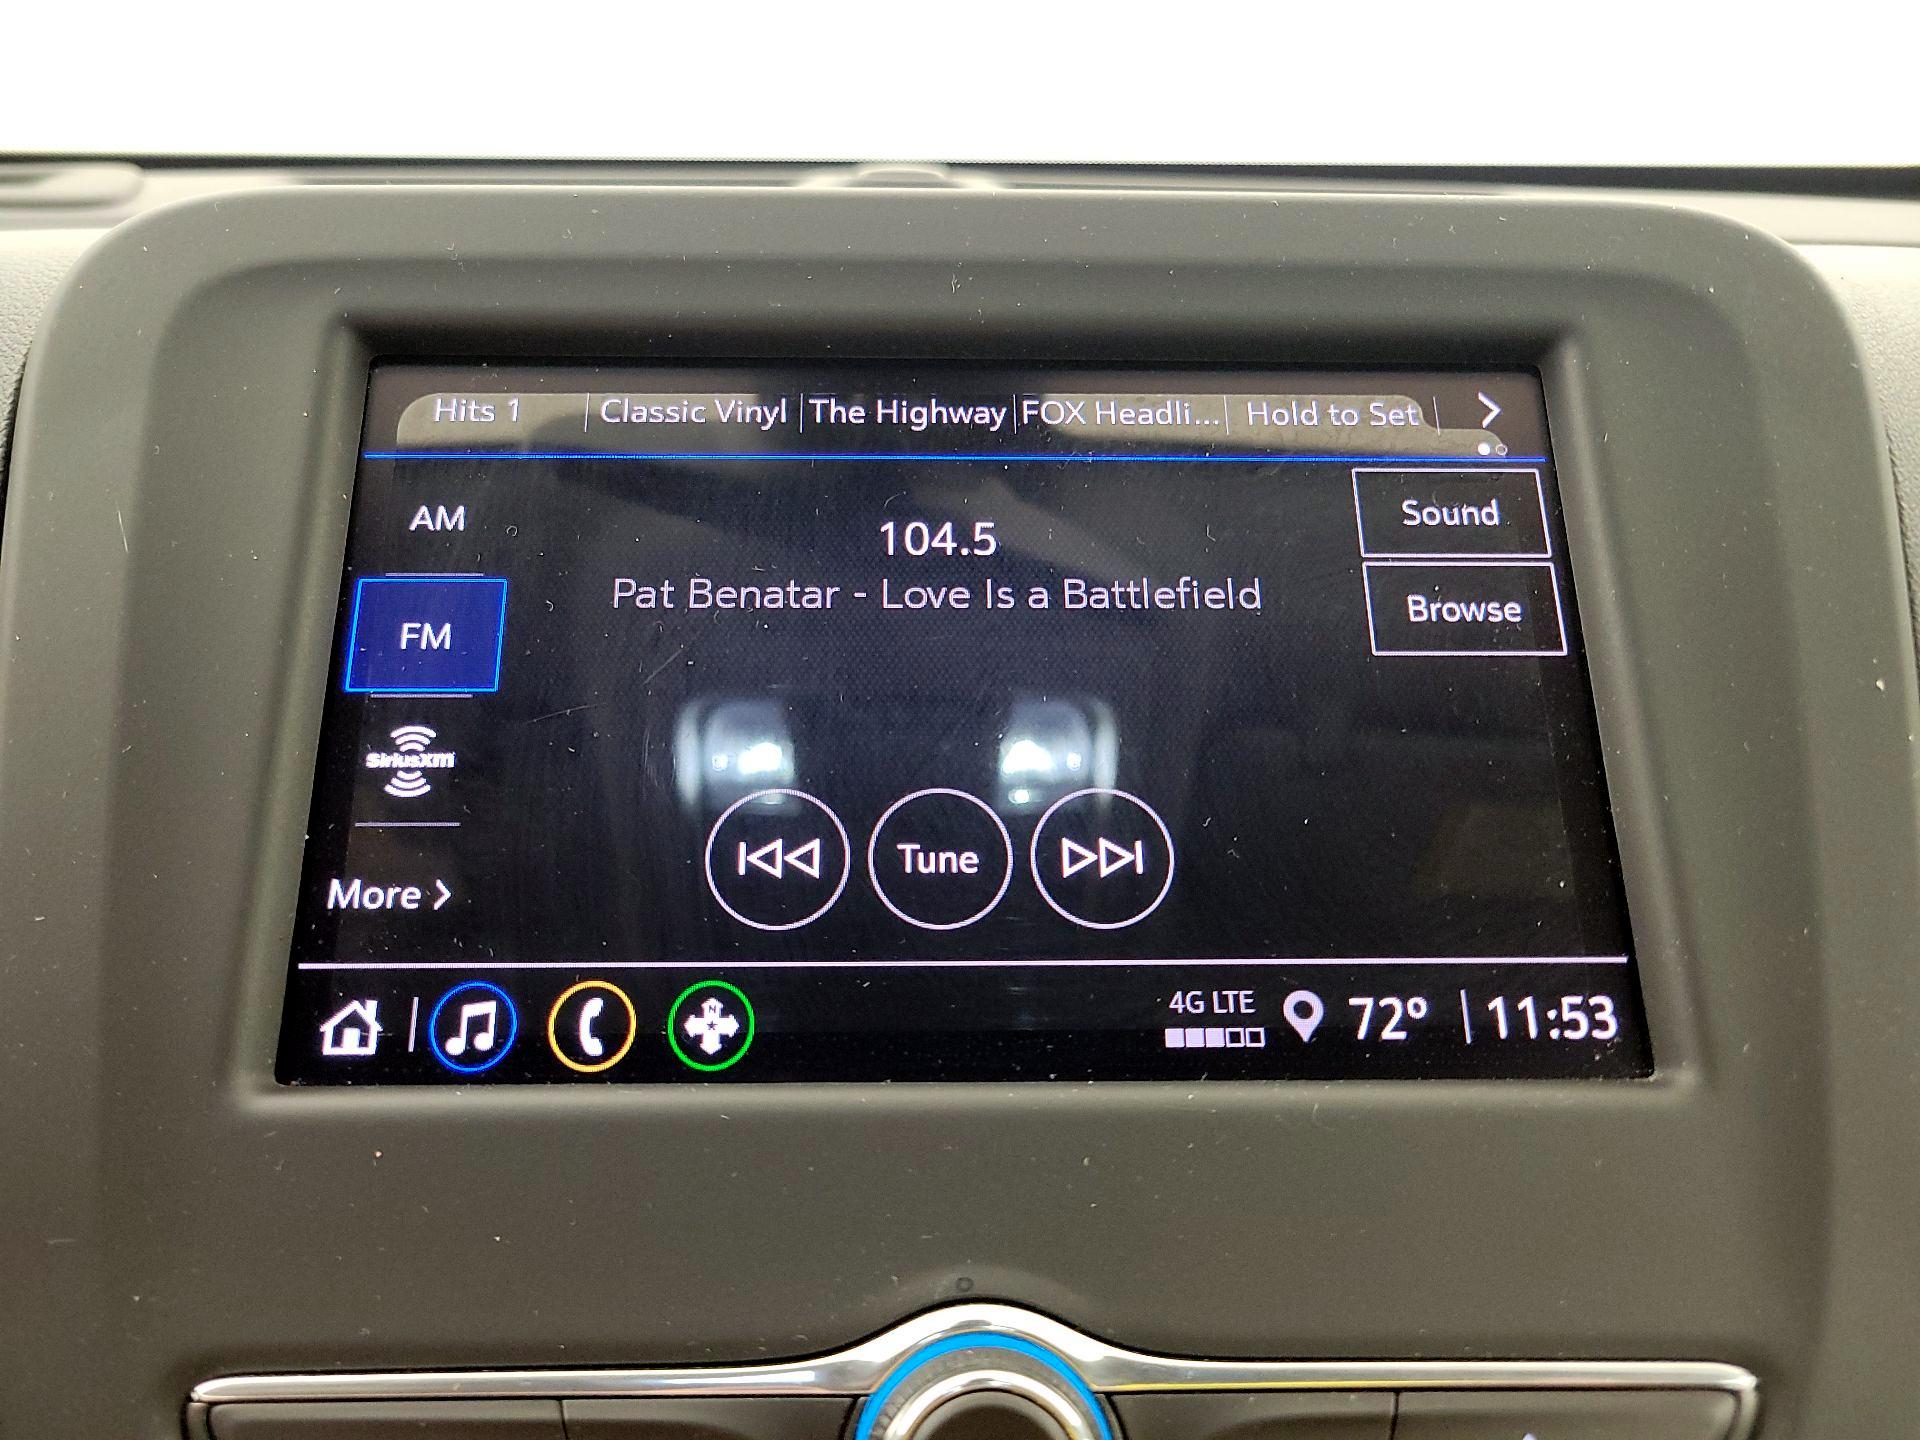 Hits 1 Classic Vinyl The Highway FOX Headli... Hold to Set
AM
104.5
Sound
Pat Benatar - Love Is a Battlefield
Browse
FM
SiriusXM
Tune
More
N
4G LTE
72° 11:53